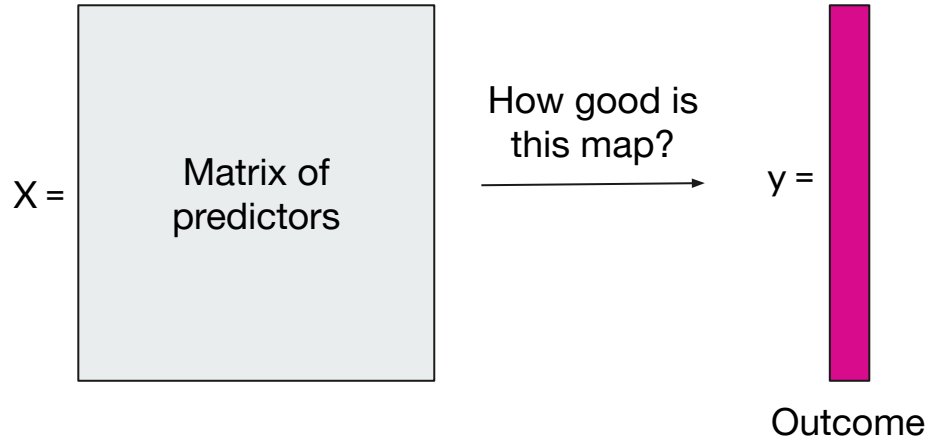 X =
Matrix of
predictors
How good is
this map?
y =
Outcome